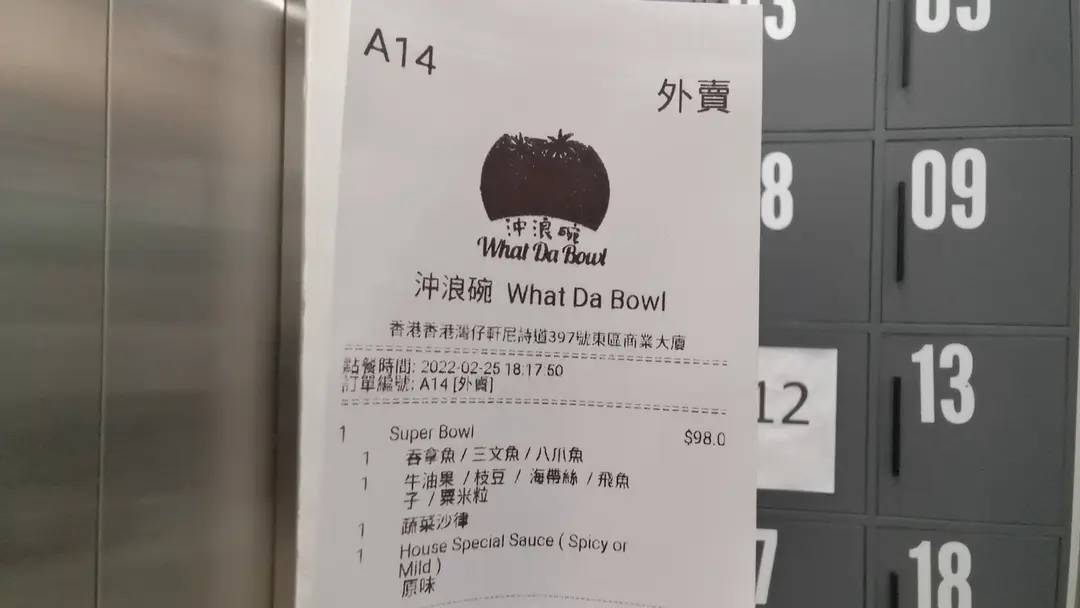 A14
外賣
沖浪碗
What Da Bowl
沖浪碗 What Da Bowl
香港香港灣仔軒尼詩道397號東區商業大廈
點餐時間: 2022-02-25 18:17:50
訂單編號: A14 [外賣]
1 Super Bowl $98.0
1 吞拿魚 / 三文魚 / 八爪魚
1 牛油果 / 枝豆 / 海帶絲 / 飛魚
子 / 粟米粒
1 蔬菜沙律
1 House Special Sauce ( Spicy or
Mild )
原味
03
05
8
09
12
13
7
18